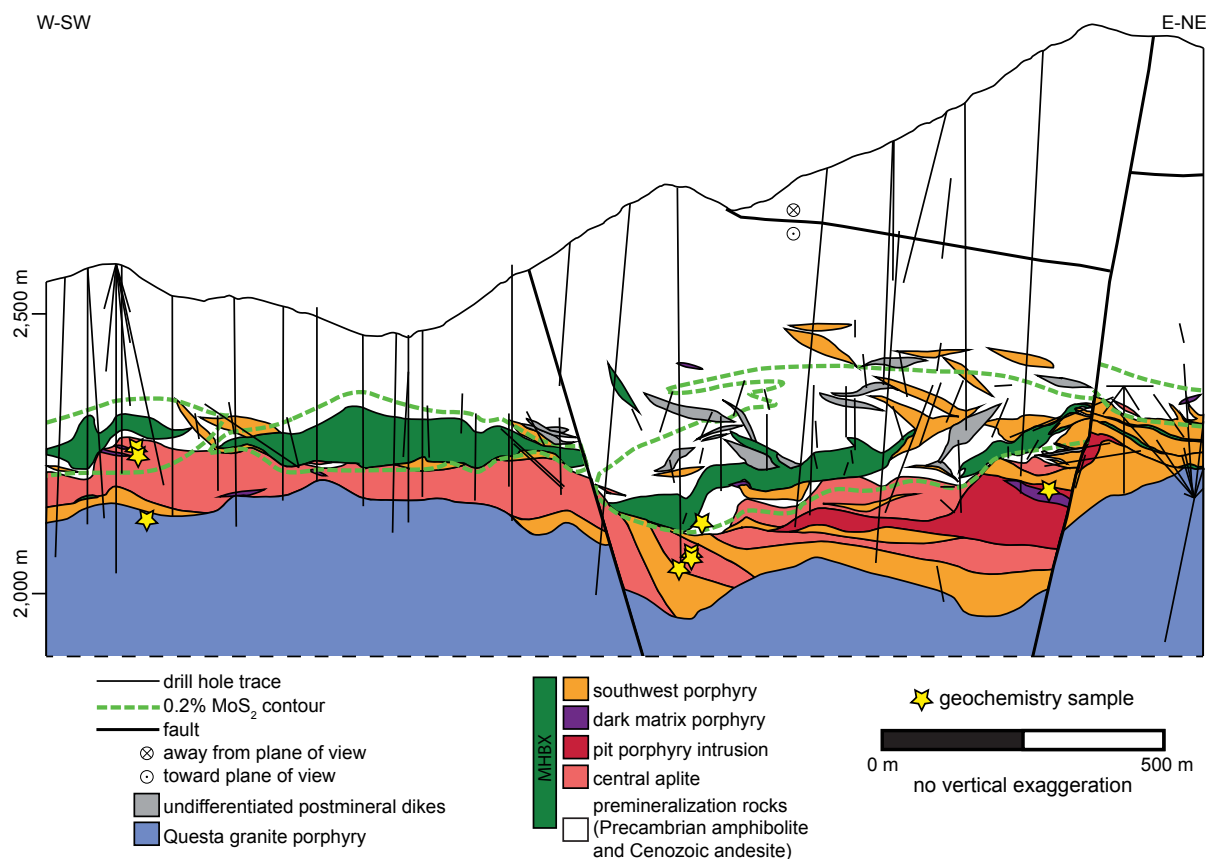 W-SW
E-NE
2,500 m
2,000 m
drill hole trace
0.2% MoS2 contour
fault
⊗ away from plane of view
⊙ toward plane of view
undifferentiated postmineral dikes
Questa granite porphyry
MHBX
southwest porphyry
dark matrix porphyry
pit porphyry intrusion
central aplite
premineralization rocks
(Precambrian amphibolite
and Cenozoic andesite)
geochemistry sample
0 m 500 m
no vertical exaggeration